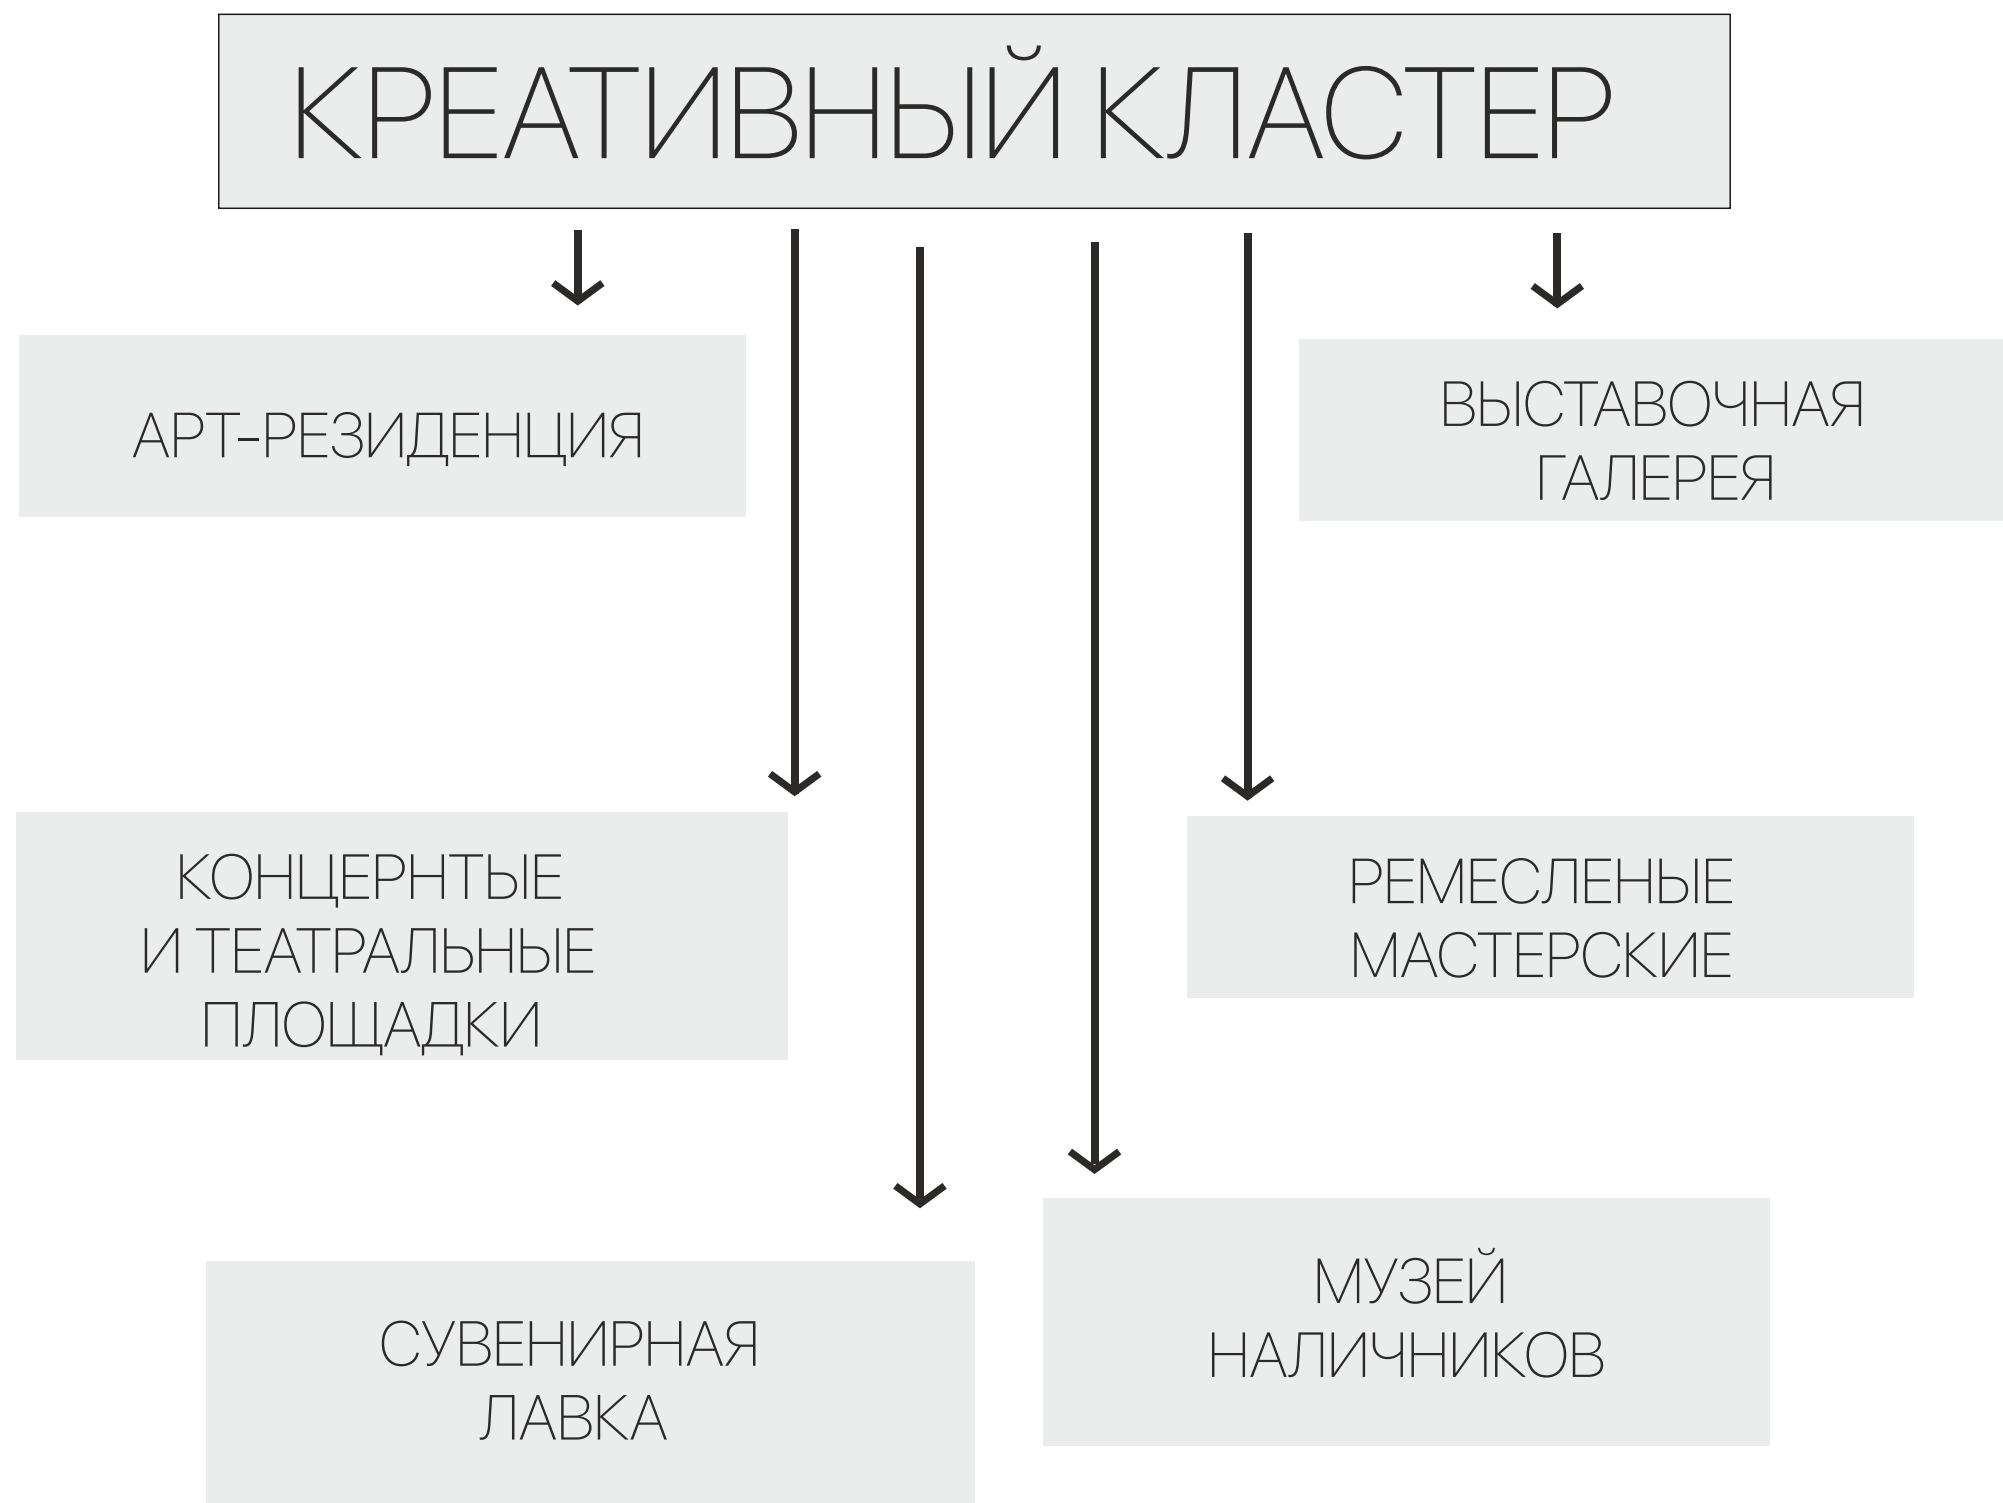 КРЕАТИВНЫЙ КЛАСТЕР
АРТ-РЕЗИДЕНЦИЯ
ВЫСТАВОЧНАЯ
ГАЛЕРЕЯ
КОНЦЕРНТЫЕ
И ТЕАТРАЛЬНЫЕ
ПЛОЩАДКИ
РЕМЕСЛЕНЫЕ
МАСТЕРСКИЕ
СУВЕНИРНАЯ
ЛАВКА
МУЗЕЙ
НАЛИЧНИКОВ